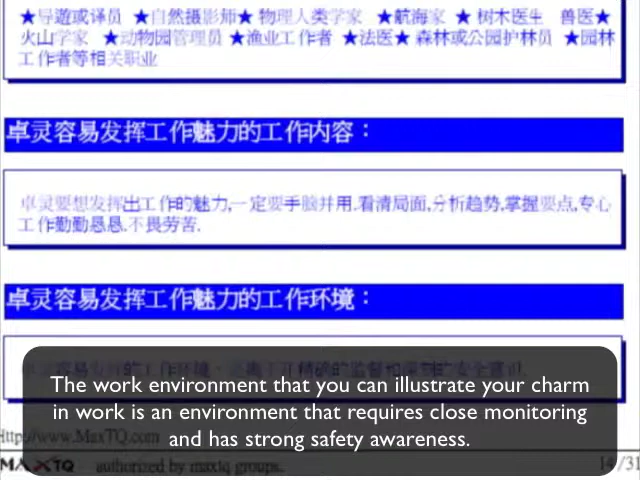 ★导遊或译员 ★自然摄影师★ 物理人类学家 ★航海家 ★ 树木医生 兽医★
火山学家 ★动物园管理员 ★渔业工作者 ★法医★ 森林或公园护林员 ★园林
工作者等相关职业
卓灵容易发挥工作魅力的工作内容：
卓灵要想发挥出工作的魅力,一定要手脑并用.看清局面,分析趋势,掌握要点,专心
工作勤勤恳恳.不畏劳苦.
卓灵容易发挥工作魅力的工作环境：
The work environment that you can illustrate your charm
in work is an environment that requires close monitoring
and has strong safety awareness.
Http://www.MaxTQ.com
MAXTQ authorized by maxtq groups. 14/31